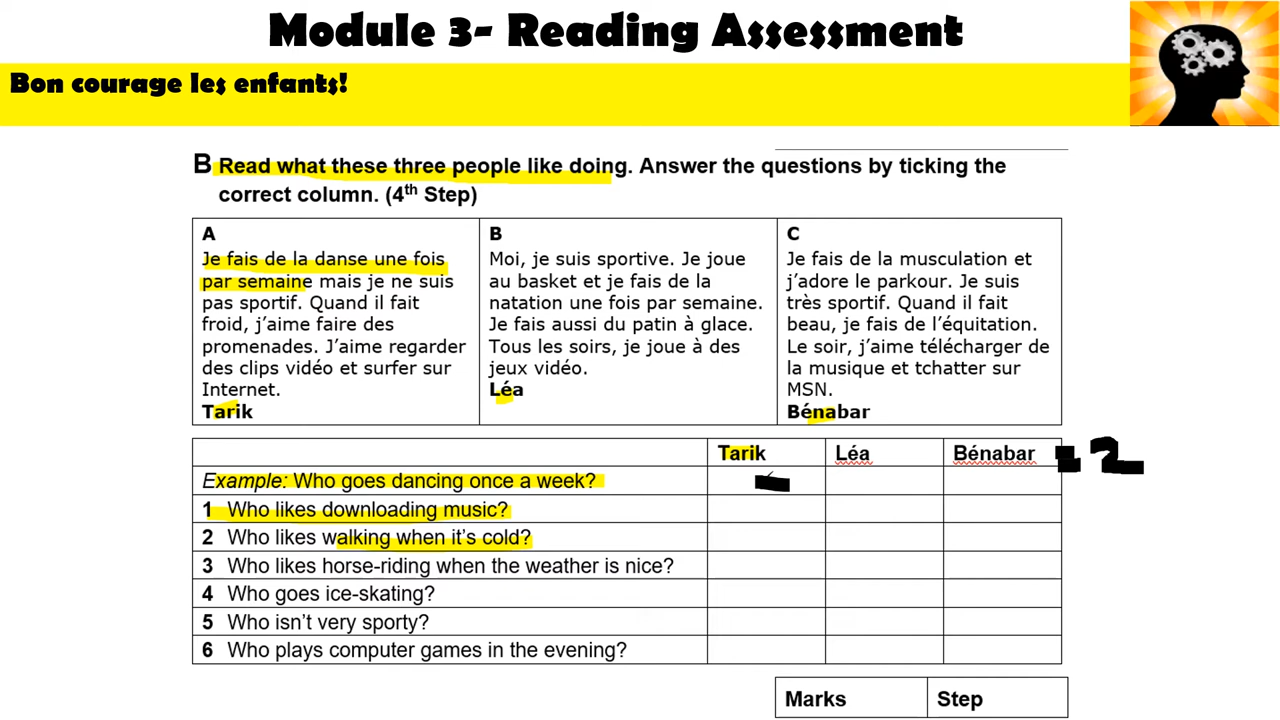 Module 3- Reading Assessment
Bon courage les enfants!
B Read what these three people like doing. Answer the questions by ticking the
correct column. (4th Step)
A
Je fais de la danse une fois
par semaine mais je ne suis
pas sportif. Quand il fait
froid, j’aime faire des
promenades. J’aime regarder
des clips vidéo et surfer sur
Internet.
Tarik
B
Moi, je suis sportive. Je joue
au basket et je fais de la
natation une fois par semaine.
Je fais aussi du patin à glace.
Tous les soirs, je joue à des
jeux vidéo.
Léa
C
Je fais de la musculation et
j’adore le parkour. Je suis
très sportif. Quand il fait
beau, je fais de l’équitation.
Le soir, j’aime télécharger de
la musique et tchatter sur
MSN.
Bénabar
Tarik Léa Bénabar
2
Example: Who goes dancing once a week?
1 Who likes downloading music?
2 Who likes walking when it’s cold?
3 Who likes horse-riding when the weather is nice?
4 Who goes ice-skating?
5 Who isn’t very sporty?
6 Who plays computer games in the evening?
Marks Step